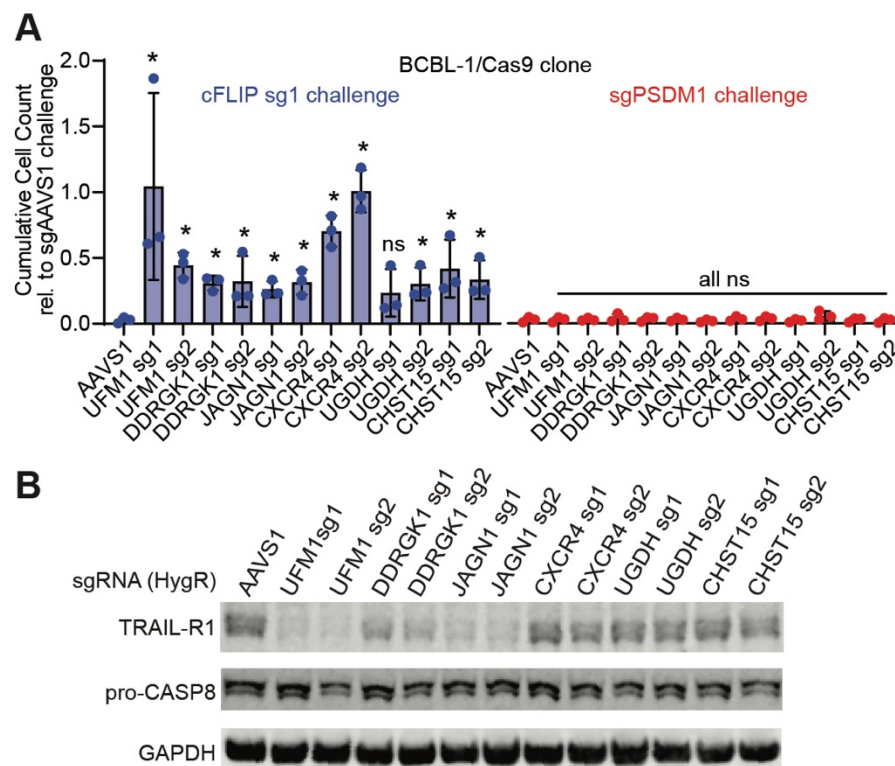 A
BCBL-1/Cas9 clone
cFLIP sg1 challenge
sgPSDM1 challenge
Cumulative Cell Count
rel. to sgAAVS1 challenge
2.0
1.5
1.0
0.5
0.0
* * * * * * * * ns * * *
all ns
AAVS1
UFM1 sg1
UFM1 sg2
DDRGK1 sg1
DDRGK1 sg2
JAGN1 sg1
JAGN1 sg2
CXCR4 sg1
CXCR4 sg2
UGDH sg1
UGDH sg2
CHST15 sg1
CHST15 sg2
AAVS1
UFM1 sg1
UFM1 sg2
DDRGK1 sg1
DDRGK1 sg2
JAGN1 sg1
JAGN1 sg2
CXCR4 sg1
CXCR4 sg2
UGDH sg1
UGDH sg2
CHST15 sg1
CHST15 sg2
B
sgRNA (HygR)
AAVS1
UFM1sg1
UFM1 sg2
DDRGK1 sg1
DDRGK1 sg2
JAGN1 sg1
JAGN1 sg2
CXCR4 sg1
CXCR4 sg2
UGDH sg1
UGDH sg2
CHST15 sg1
CHST15 sg2
TRAIL-R1
pro-CASP8
GAPDH